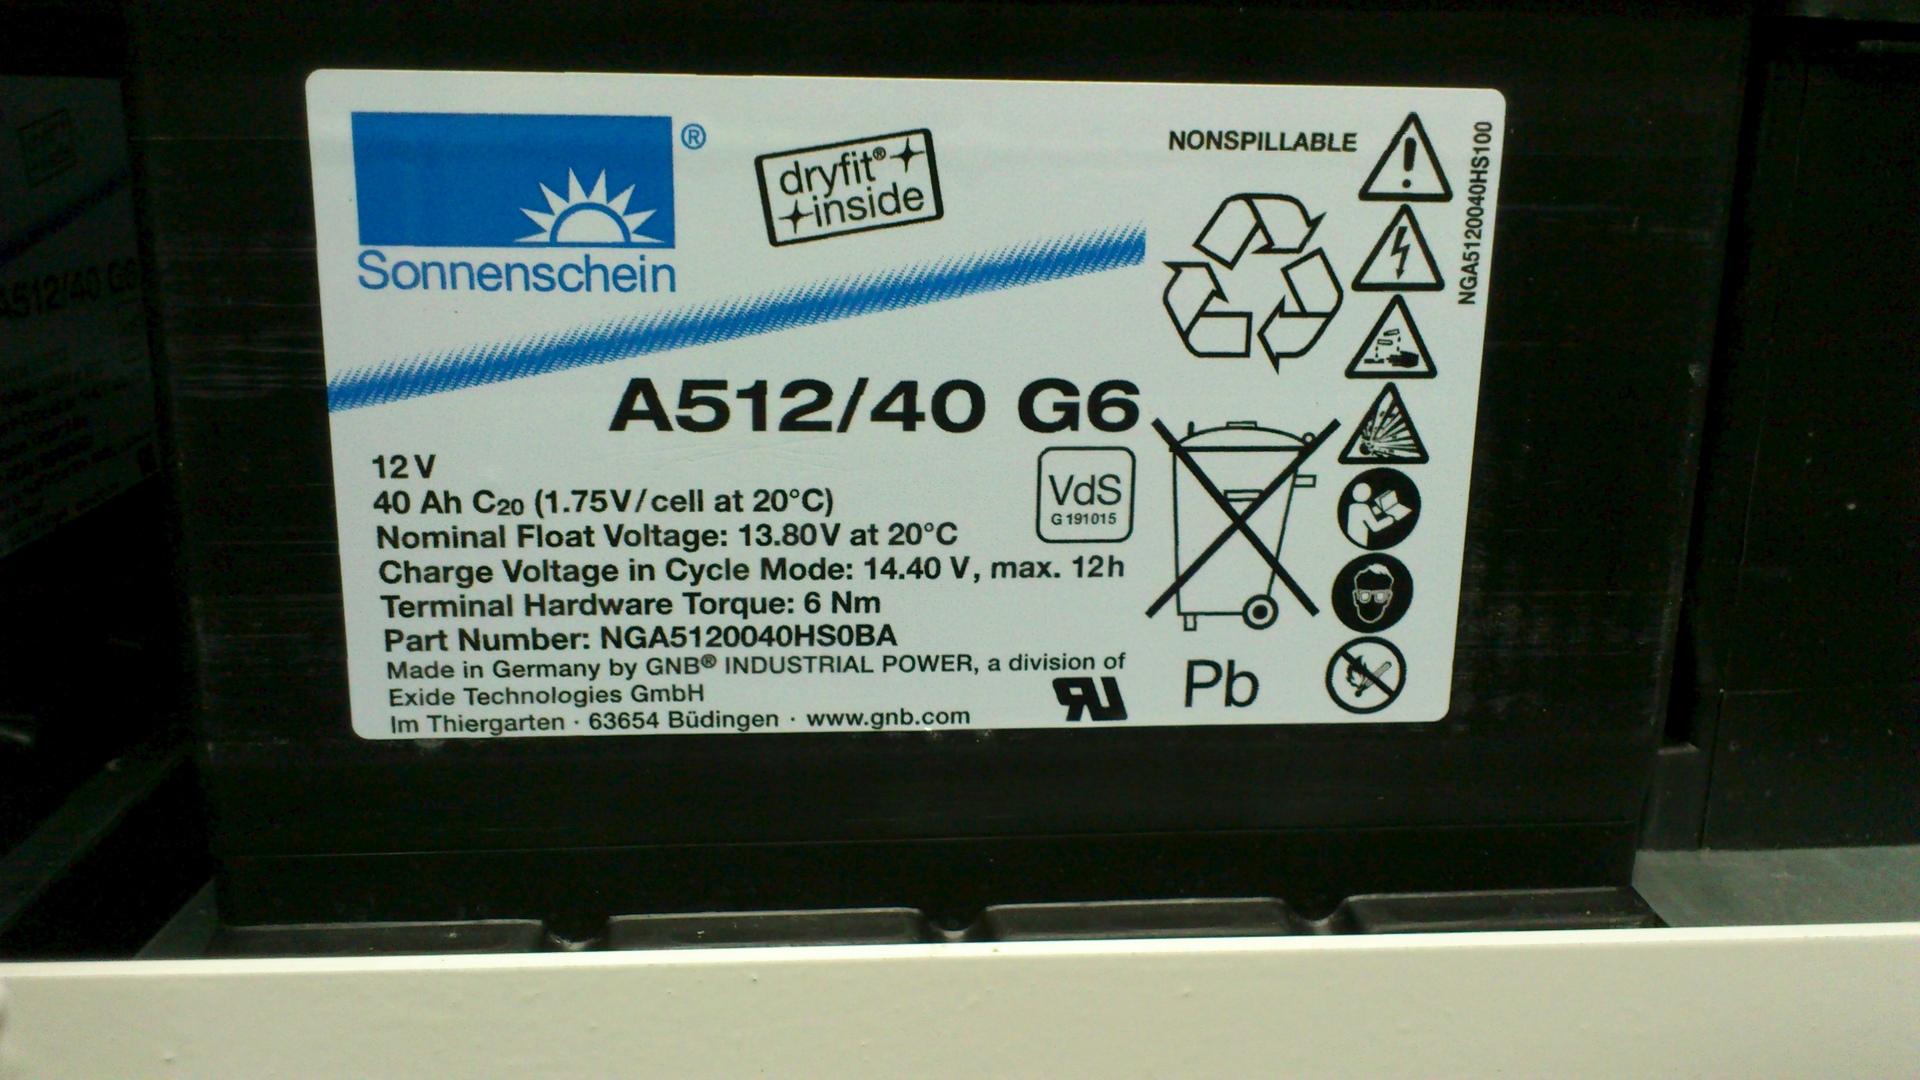 ®
Sonnenschein
dryfit®
inside
NONSPILLABLE
NGA5120040HS100
A512/40 G6
12 V
40 Ah C20 (1.75V/cell at 20°C)
Nominal Float Voltage: 13.80V at 20°C
Charge Voltage in Cycle Mode: 14.40 V, max. 12h
Terminal Hardware Torque: 6 Nm
Part Number: NGA5120040HS0BA
Made in Germany by GNB® INDUSTRIAL POWER, a division of
Exide Technologies GmbH
Im Thiergarten · 63654 Büdingen · www.gnb.com
VdS
G 191015
Pb
A512/40 G6